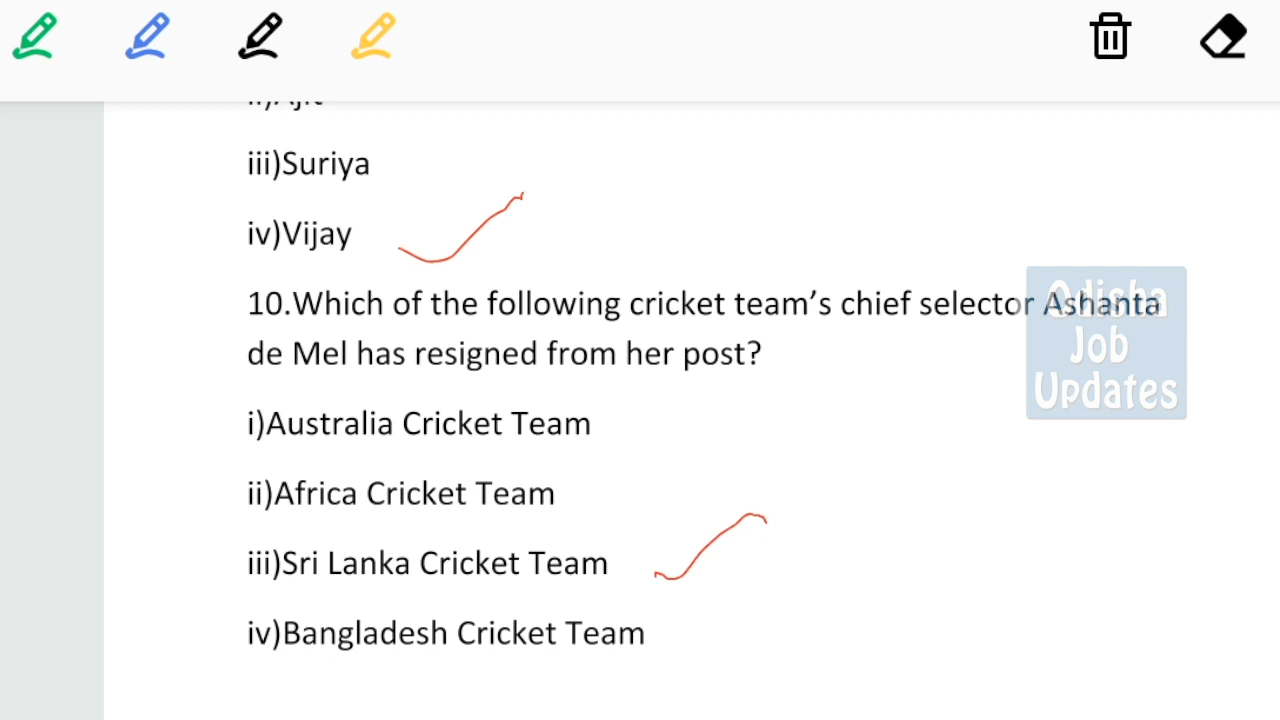 ii)Ajit
iii)Suriya
iv)Vijay
10.Which of the following cricket team’s chief selector Ashanta
de Mel has resigned from her post?
i)Australia Cricket Team
ii)Africa Cricket Team
iii)Sri Lanka Cricket Team
iv)Bangladesh Cricket Team
Odisha
Job
Updates